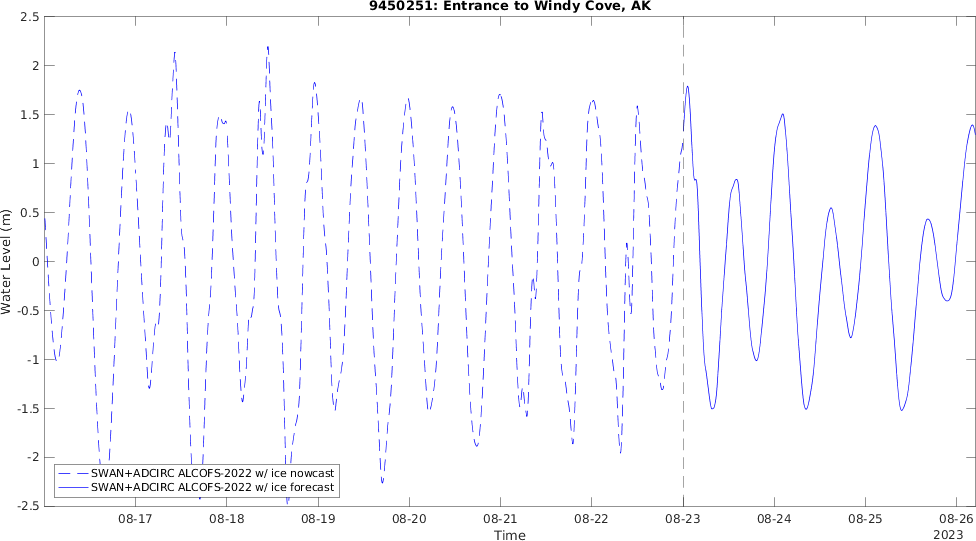 9450251: Entrance to Windy Cove, AK
2.5
2
1.5
1
0.5
0
-0.5
-1
-1.5
-2
-2.5
Water Level (m)
SWAN+ADCIRC ALCOFS-2022 w/ ice nowcast
SWAN+ADCIRC ALCOFS-2022 w/ ice forecast
08-17 08-18 08-19 08-20 08-21 08-22 08-23 08-24 08-25 08-26
Time
2023